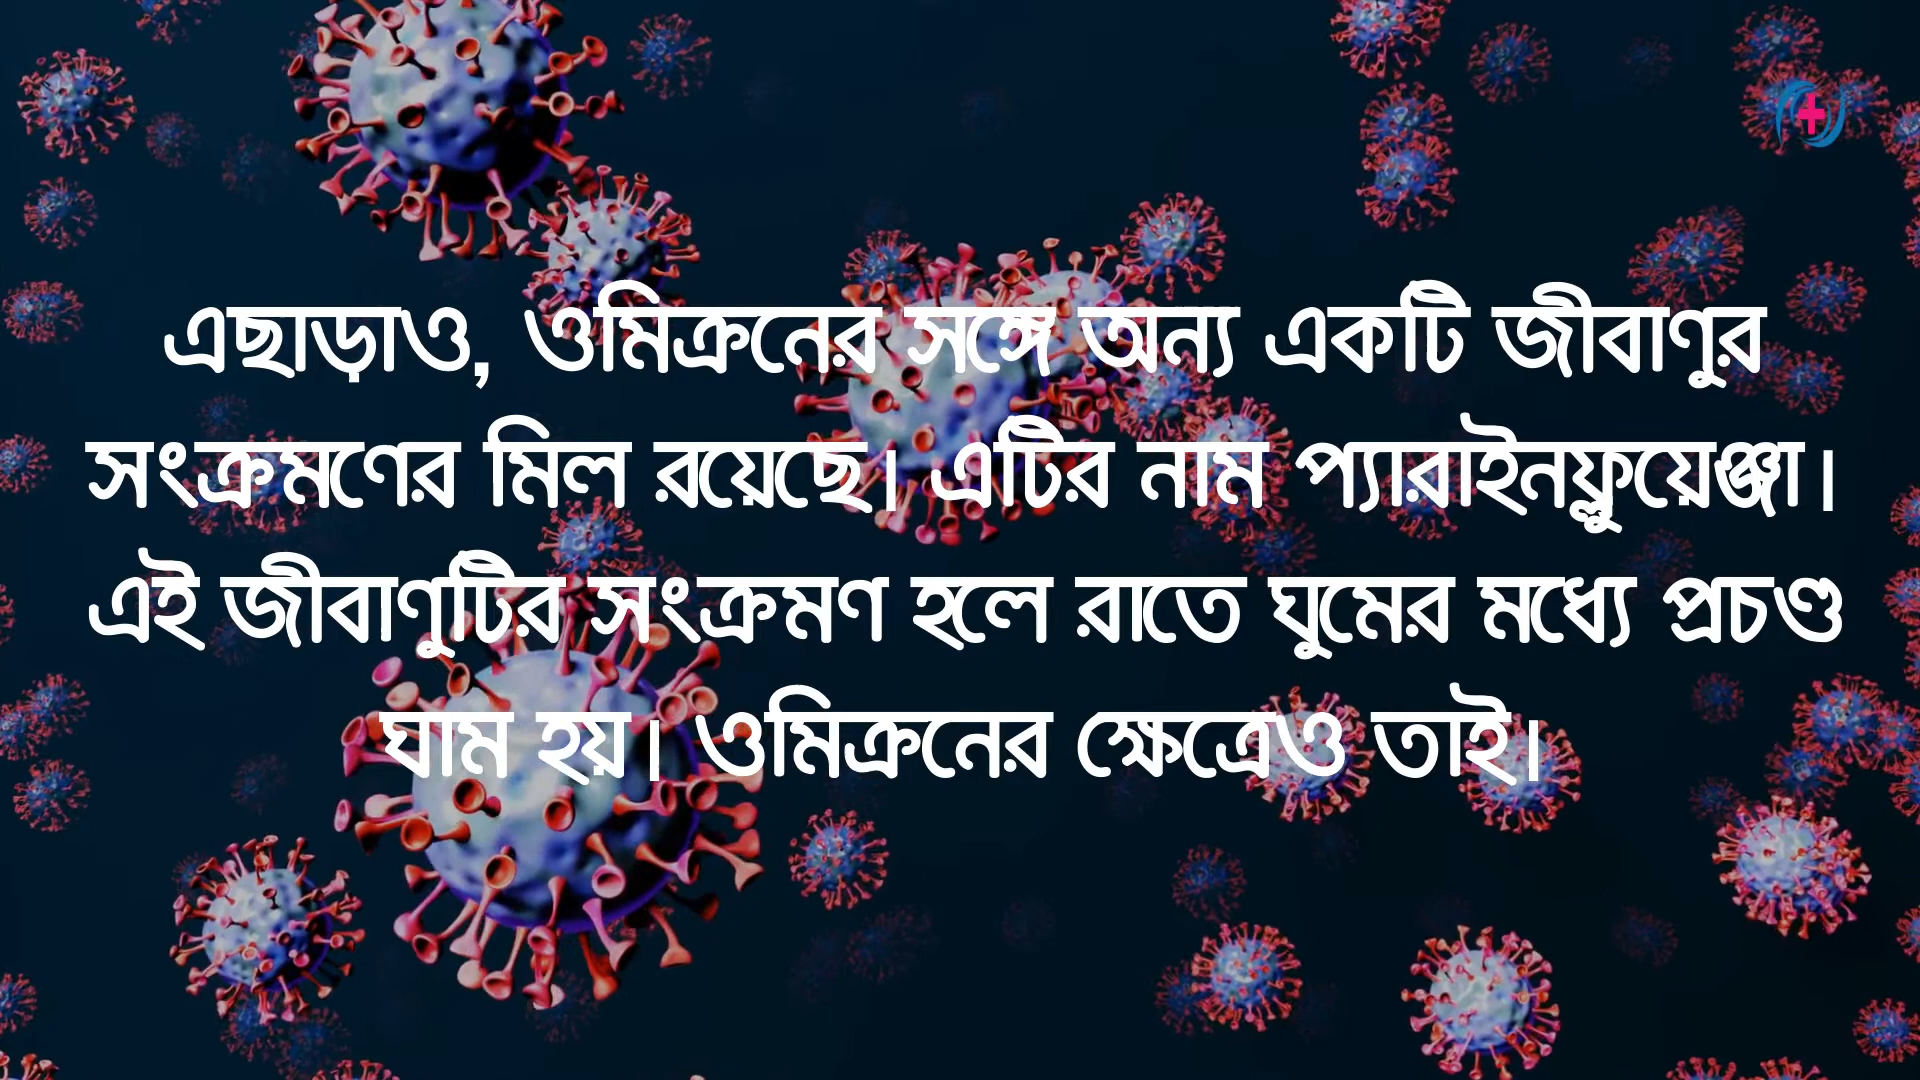 এছাড়াও, ওমিক্রনের সঙ্গে অন্য একটি জীবাণুর
সংক্রমণের মিল রয়েছে। এটির নাম প্যারাইনফ্লুয়েঞ্জা।
এই জীবাণুটির সংক্রমণ হলে রাতে ঘুমের মধ্যে প্রচণ্ড
ঘাম হয়। ওমিক্রনের ক্ষেত্রেও তাই।